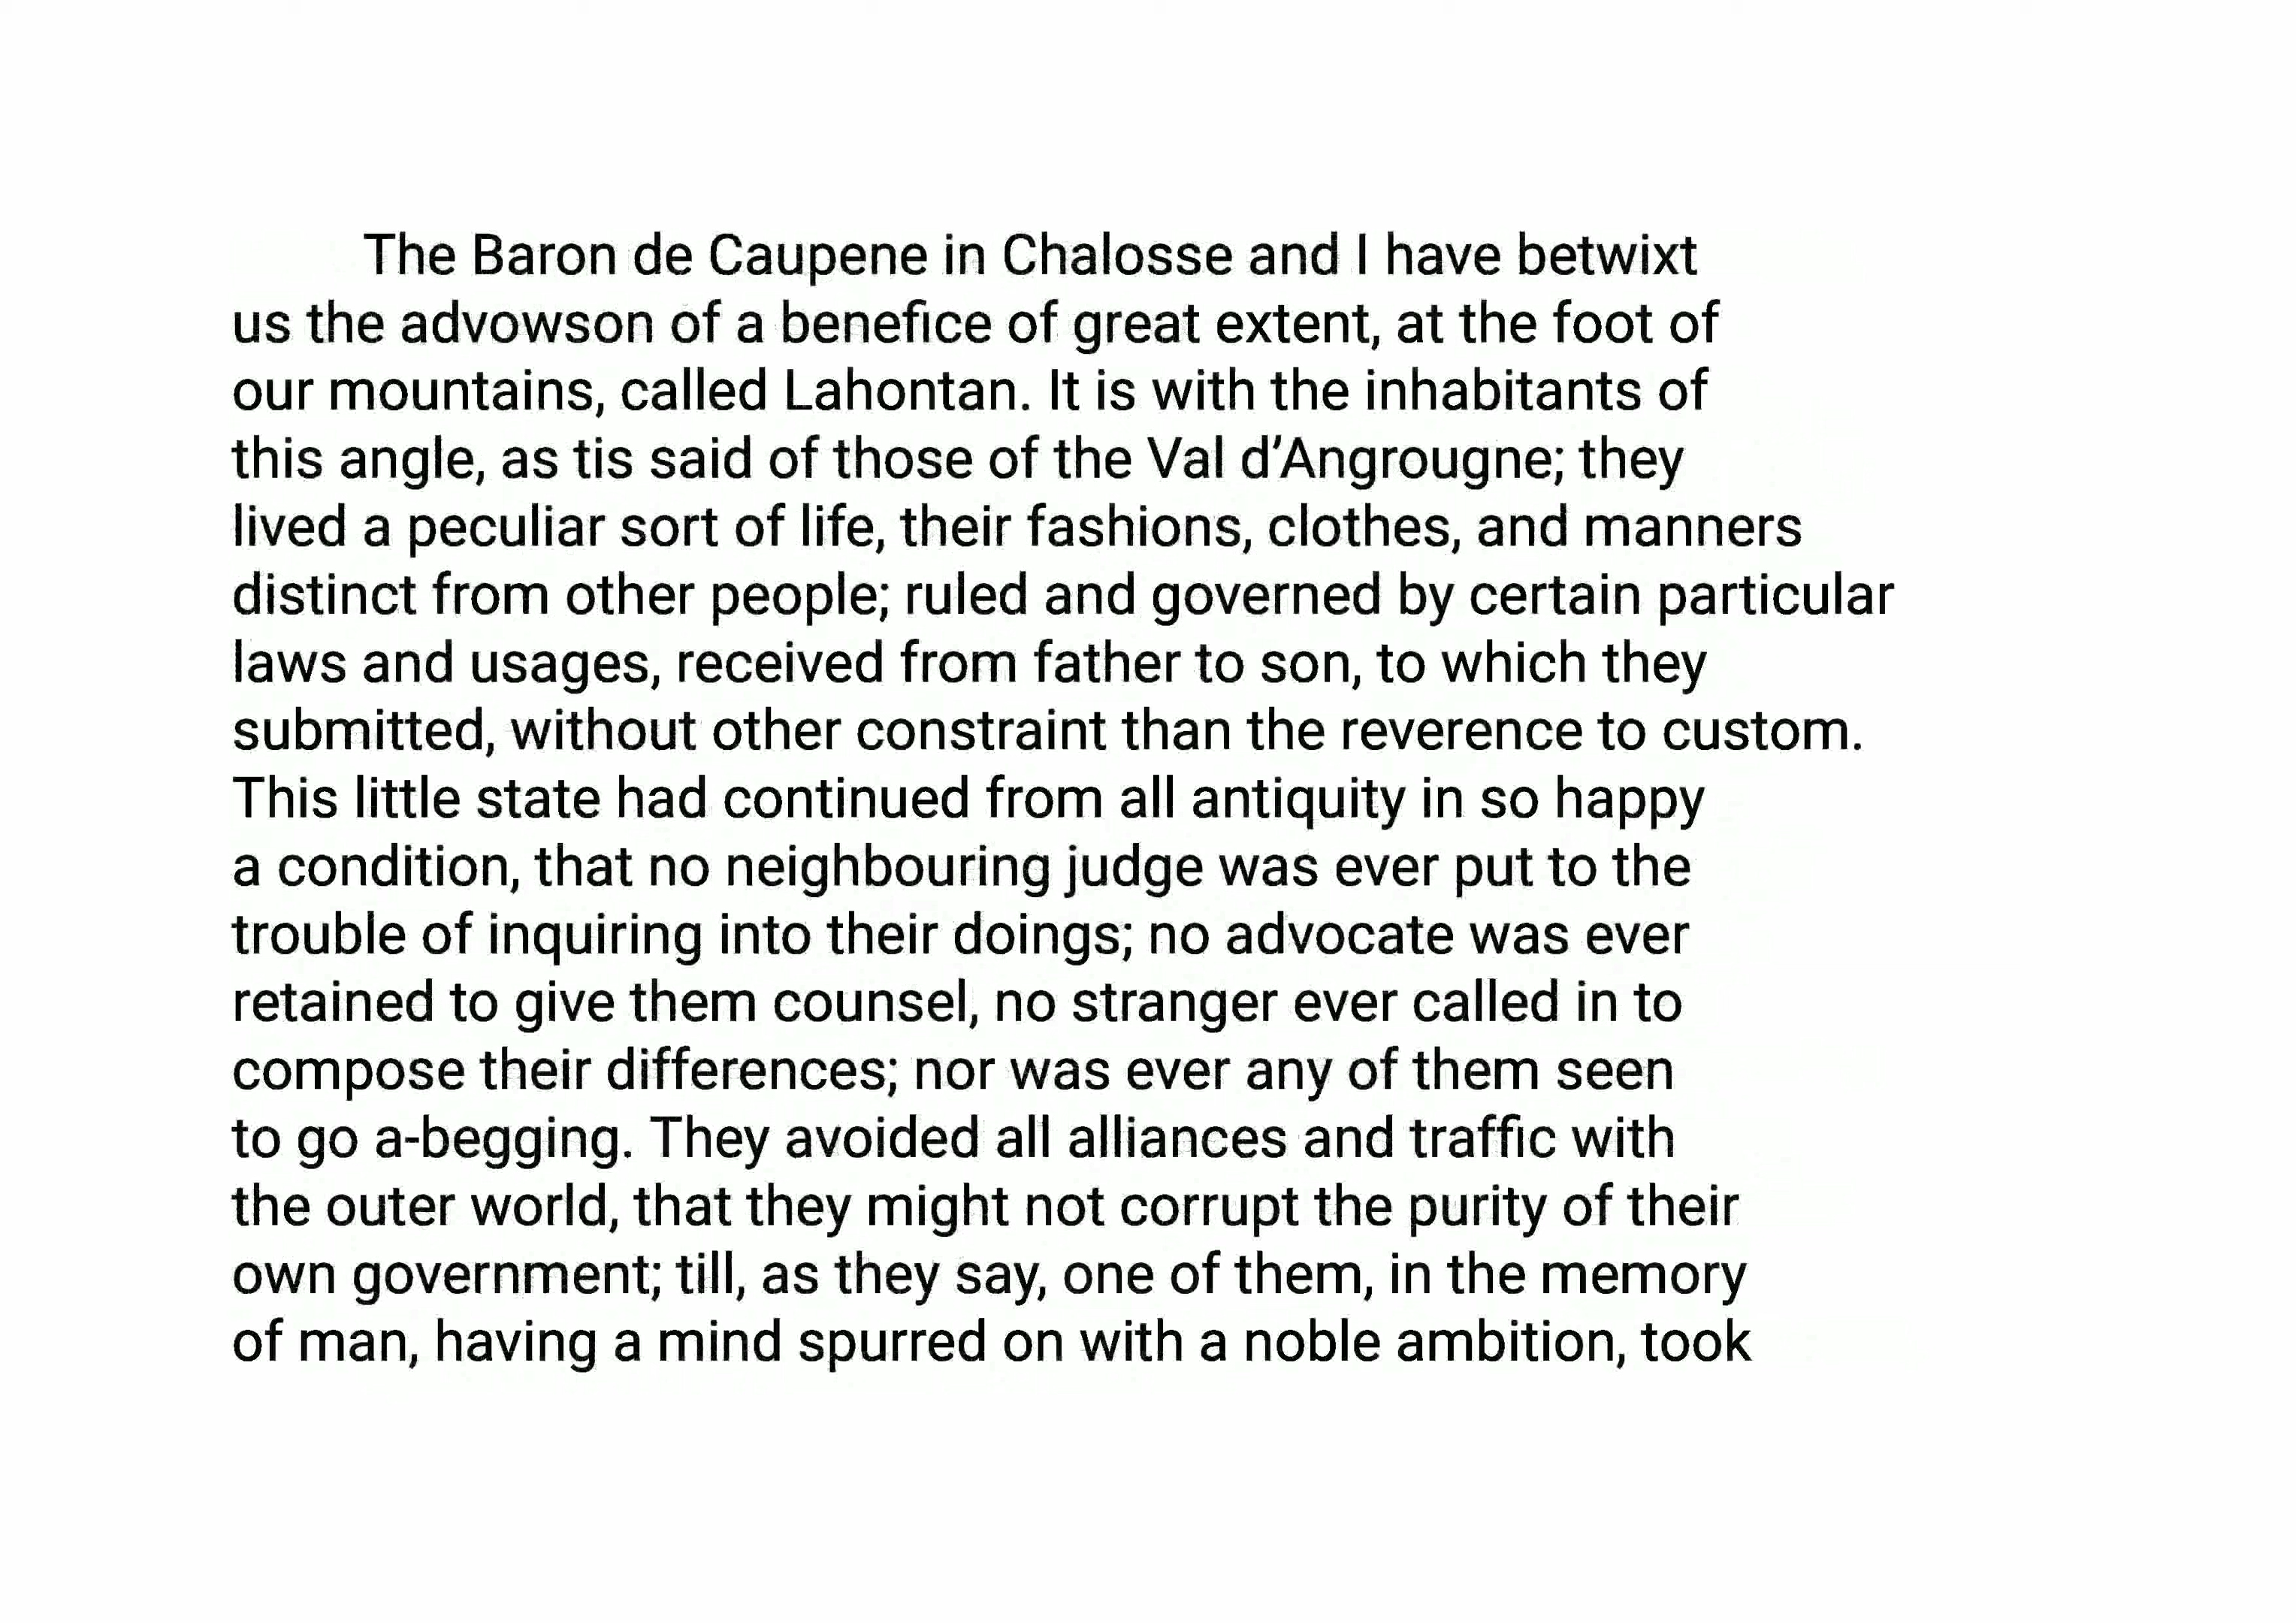 The Baron de Caupene in Chalosse and I have betwixt
us the advowson of a benefice of great extent, at the foot of
our mountains, called Lahontan. It is with the inhabitants of
this angle, as tis said of those of the Val d’Angrougne; they
lived a peculiar sort of life, their fashions, clothes, and manners
distinct from other people; ruled and governed by certain particular
laws and usages, received from father to son, to which they
submitted, without other constraint than the reverence to custom.
This little state had continued from all antiquity in so happy
a condition, that no neighbouring judge was ever put to the
trouble of inquiring into their doings; no advocate was ever
retained to give them counsel, no stranger ever called in to
compose their differences; nor was ever any of them seen
to go a-begging. They avoided all alliances and traffic with
the outer world, that they might not corrupt the purity of their
own government; till, as they say, one of them, in the memory
of man, having a mind spurred on with a noble ambition, took